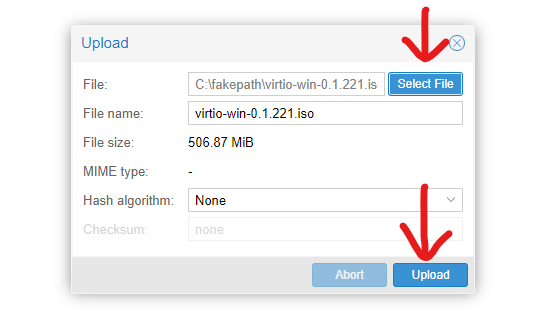 Upload
File: C:\fakepath\virtio-win-0.1.221.is Select File
File name: virtio-win-0.1.221.iso
File size: 506.87 MiB
MIME type: -
Hash algorithm: None
Checksum: none
Abort Upload